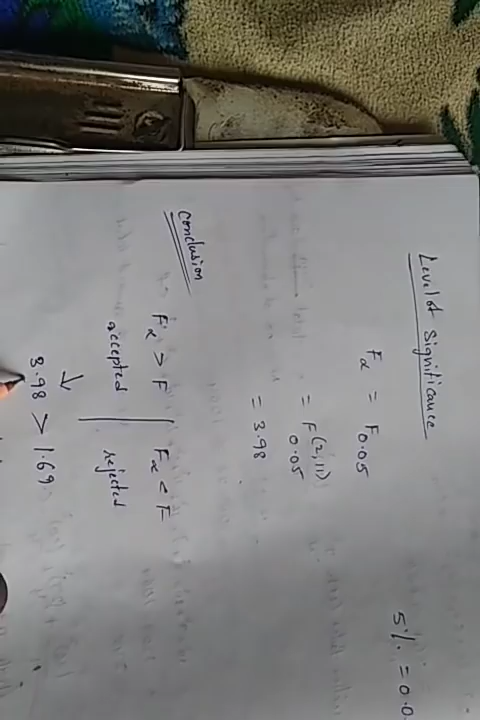 Level of Significance
5% = 0.0
Fα = F0.05
= F(2,11) 0.05
= 3.98
Conclusion
Fα > F | Fα < F
accepted | rejected
↓
3.98 > 1.69